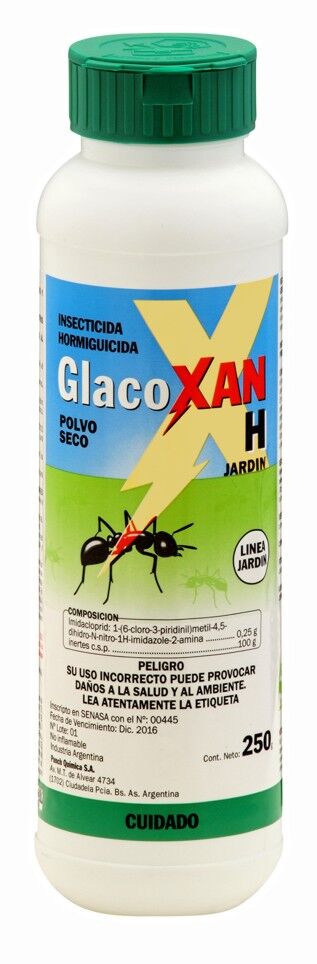 INSECTICIDA
HORMIGUICIDA
GlacoXAN
H
JARDIN
POLVO
SECO
LINEA
JARDIN
COMPOSICION
Imidacloprid: 1-(6-cloro-3-piridinil)metil-4,5-
dihidro-N-nitro-1H-imidazole-2-amina 0,25 g
inertes c.s.p. 100 g
PELIGRO
SU USO INCORRECTO PUEDE PROVOCAR
DAÑOS A LA SALUD Y AL AMBIENTE.
LEA ATENTAMENTE LA ETIQUETA
Inscripto en SENASA con el Nº: 00445
Fecha de Vencimiento: Dic. 2016
Nº Lote: 01
No inflamable
Industria Argentina
Punch Química S.A.
Av. M.T. de Alvear 4734
(1702) Ciudadela Pcia. Bs. As. Argentina
Cont. Neto: 250
CUIDADO